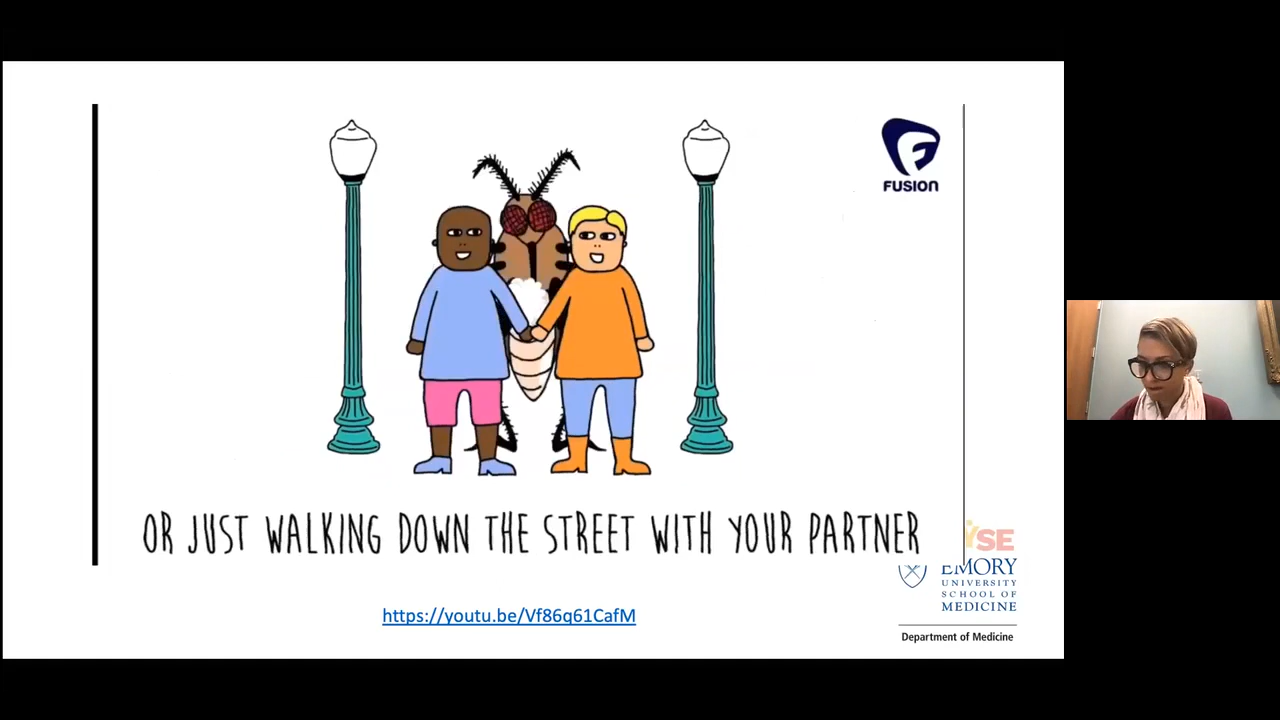 FUSION
OR JUST WALKING DOWN THE STREET WITH YOUR PARTNER
YSE
EMORY
UNIVERSITY
SCHOOL OF
MEDICINE
https://youtu.be/Vf86q61CafM
Department of Medicine